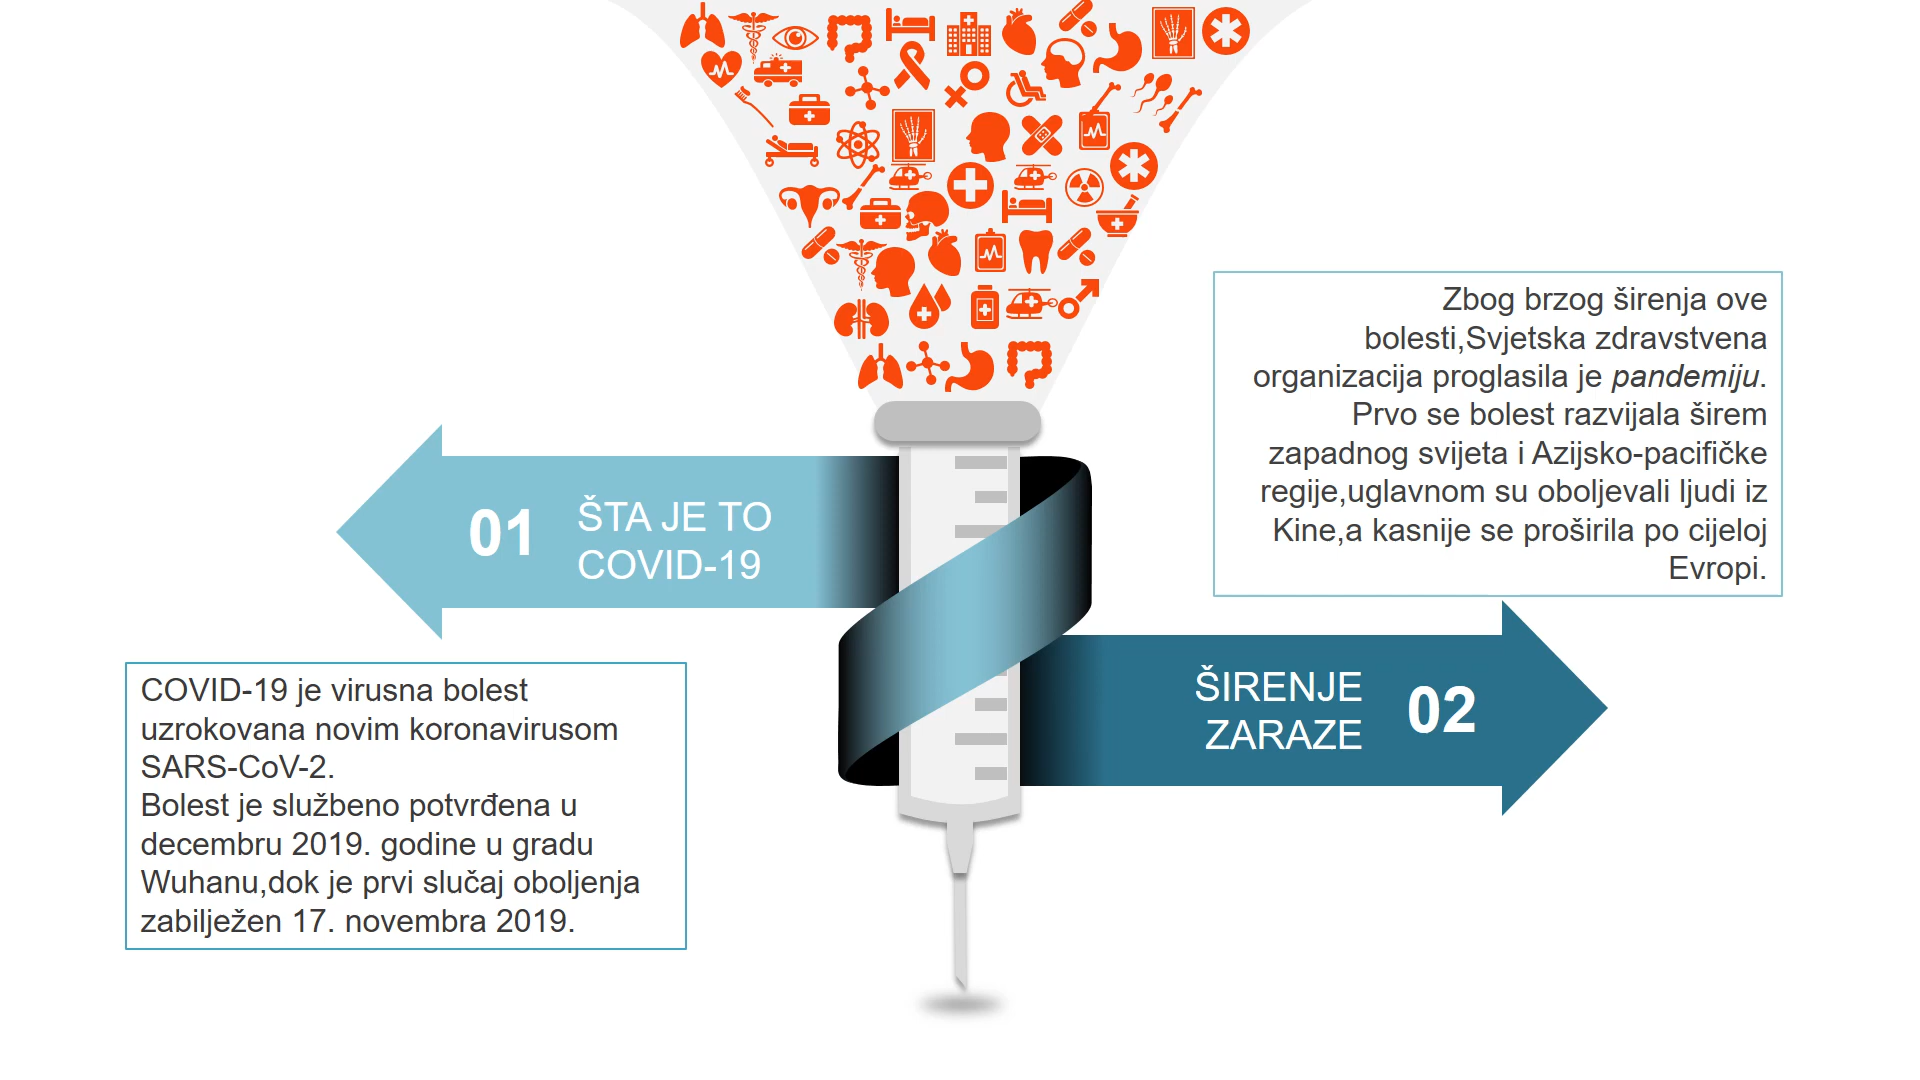 01
ŠTA JE TO
COVID-19
COVID-19 je virusna bolest
uzrokovana novim koronavirusom
SARS-CoV-2.
Bolest je službeno potvrđena u
decembru 2019. godine u gradu
Wuhanu,dok je prvi slučaj oboljenja
zabilježen 17. novembra 2019.
Zbog brzog širenja ove
bolesti,Svjetska zdravstvena
organizacija proglasila je pandemiju.
Prvo se bolest razvijala širem
zapadnog svijeta i Azijsko-pacifičke
regije,uglavnom su oboljevali ljudi iz
Kine,a kasnije se proširila po cijeloj
Evropi.
ŠIRENJE
ZARAZE
02